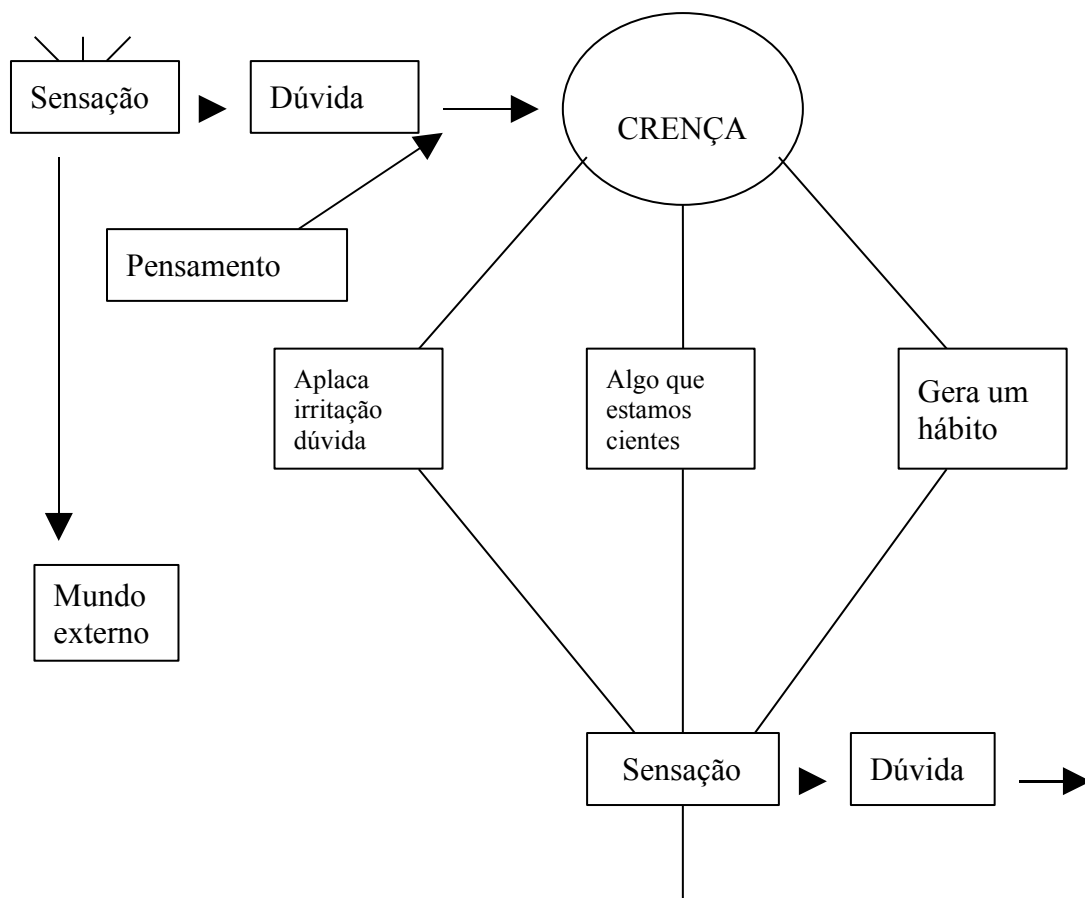 Sensação
Dúvida
CRENÇA
Pensamento
Aplaca
irritação
dúvida
Algo que
estamos
cientes
Gera um
hábito
Mundo
externo
Sensação
Dúvida